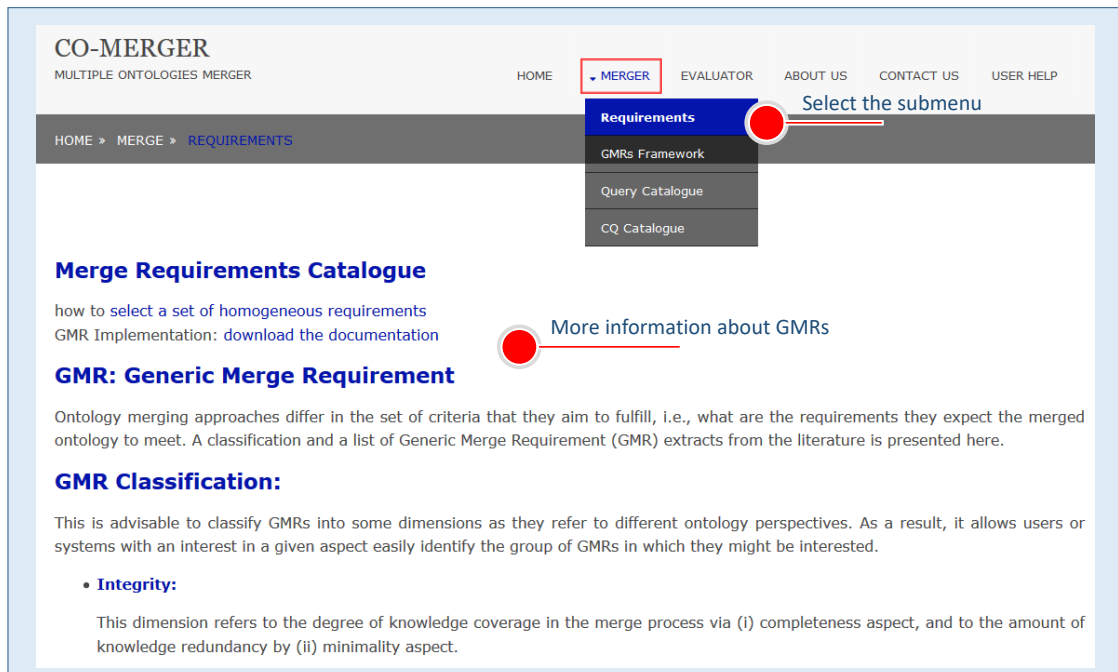 CO-MERGER
MULTIPLE ONTOLOGIES MERGER
HOME MERGER EVALUATOR ABOUT US CONTACT US USER HELP
Select the submenu
Requirements
HOME » MERGE » REQUIREMENTS
GMRs Framework
Query Catalogue
CQ Catalogue
Merge Requirements Catalogue
how to select a set of homogeneous requirements
GMR Implementation: download the documentation
More information about GMRs
GMR: Generic Merge Requirement
Ontology merging approaches differ in the set of criteria that they aim to fulfill, i.e., what are the requirements they expect the merged
ontology to meet. A classification and a list of Generic Merge Requirement (GMR) extracts from the literature is presented here.
GMR Classification:
This is advisable to classify GMRs into some dimensions as they refer to different ontology perspectives. As a result, it allows users or
systems with an interest in a given aspect easily identify the group of GMRs in which they might be interested.
• Integrity:
This dimension refers to the degree of knowledge coverage in the merge process via (i) completeness aspect, and to the amount of
knowledge redundancy by (ii) minimality aspect.